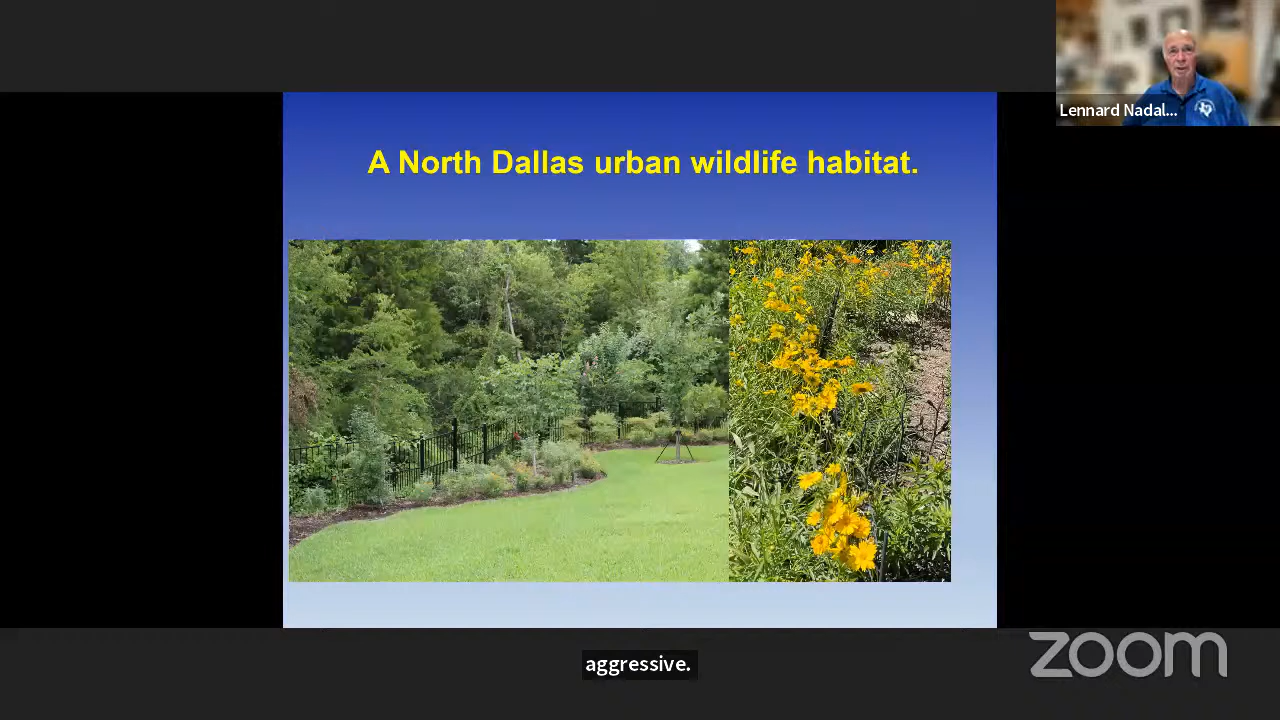 Lennard Nadal...
A North Dallas urban wildlife habitat.
aggressive.
zoom